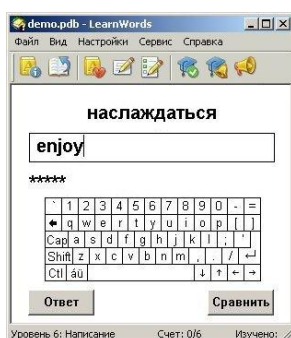 demo.pdb - LearnWords
Файл Вид Настройки Сервис Справка
наслаждаться
enjoy
*****
` 1 2 3 4 5 6 7 8 9 0 - =
q w e r t y u i o p [ ]
Cap a s d f g h j k l ; '
Shift z x c v b n m , . /
Ctl áü ↓ ↑ ← →
Ответ Сравнить
Уровень 6: Написание Счет: 0/6 Изучено: